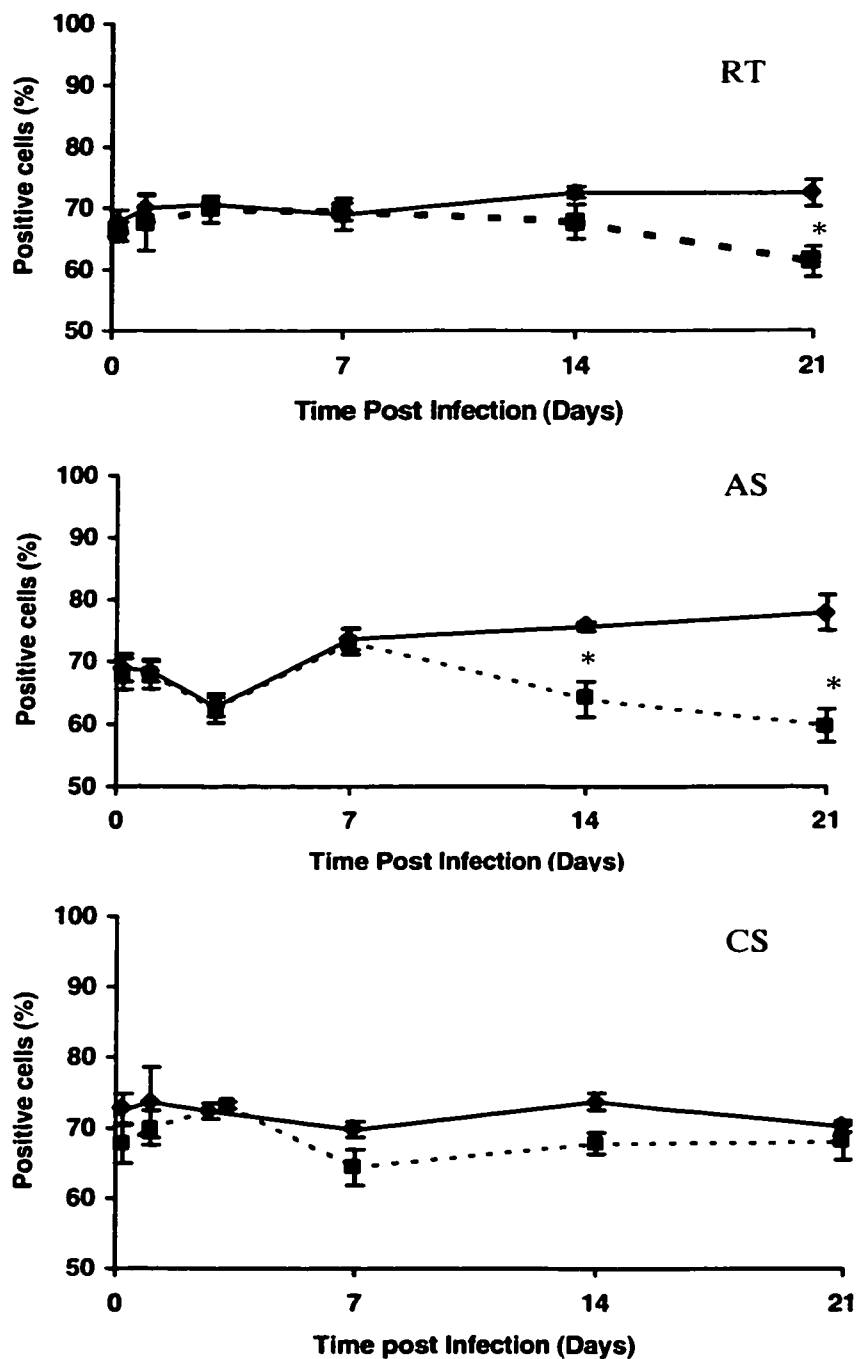 RT
Positive cells (%)
100
90
80
70
60
50
*
0 7 14 21
Time Post Infection (Days)
AS
Positive cells (%)
100
90
80
70
60
50
*
*
0 7 14 21
Time Post Infection (Days)
CS
Positive cells (%)
100
90
80
70
60
50
0 7 14 21
Time post Infection (Days)